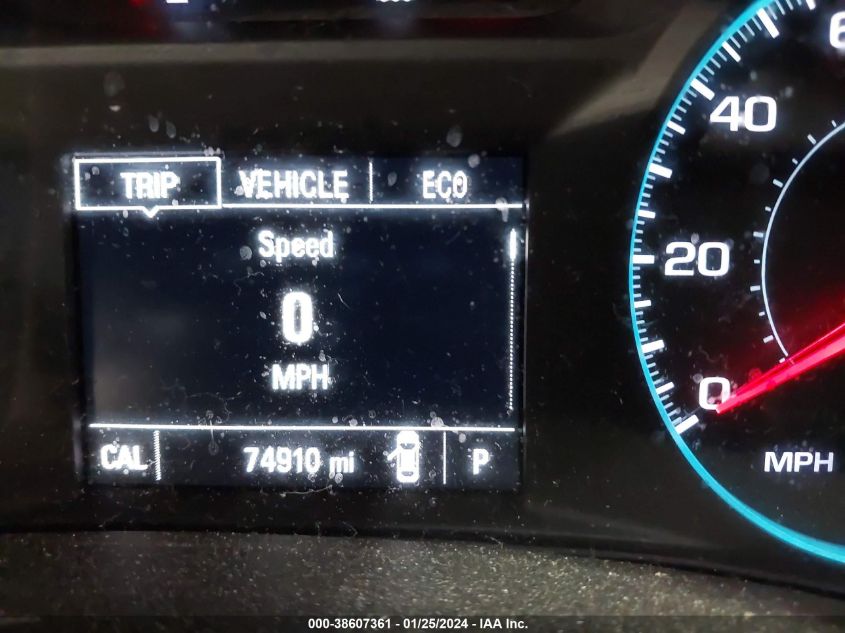 TRIP VEHICLE ECO
Speed
0
MPH
CAL 74910 mi P
40
20
0
MPH
000-38607361 - 01/25/2024 - IAA Inc.